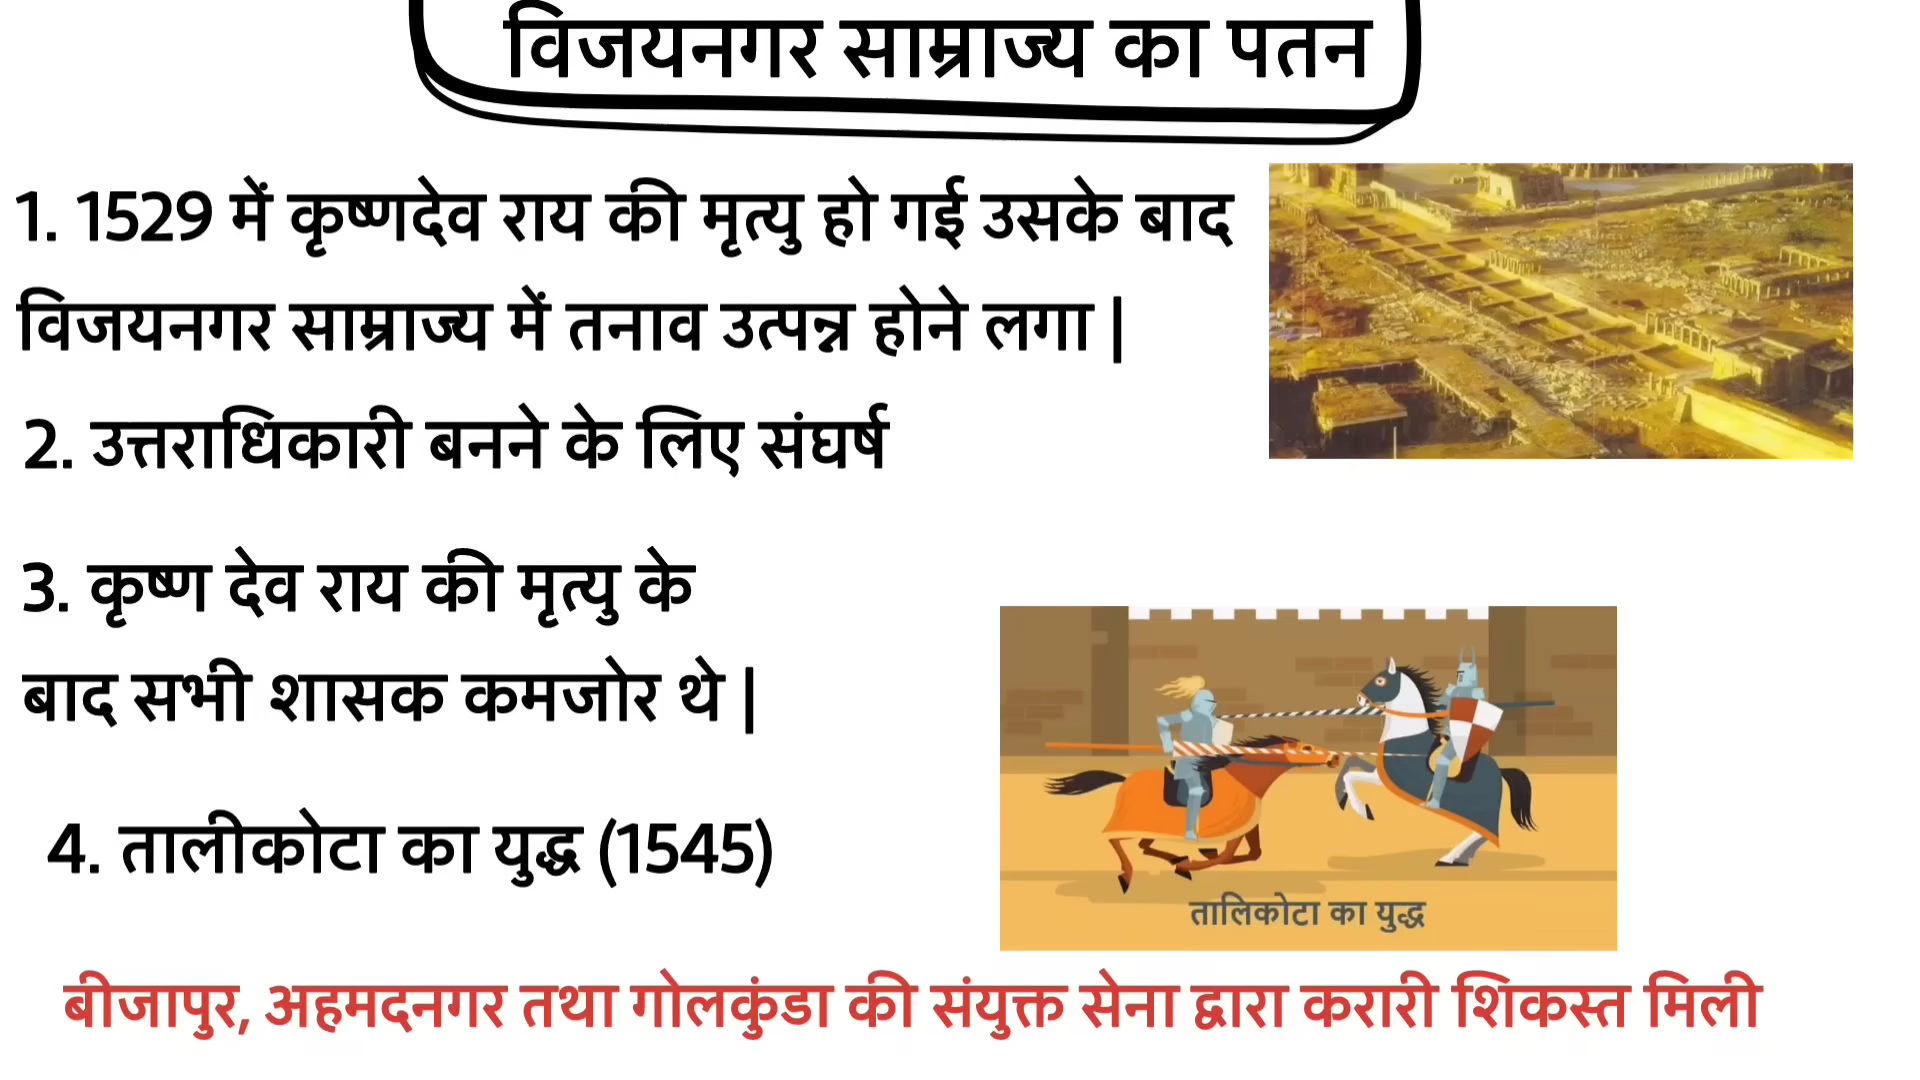 विजयनगर साम्राज्य का पतन
1. 1529 में कृष्णदेव राय की मृत्यु हो गई उसके बाद
विजयनगर साम्राज्य में तनाव उत्पन्न होने लगा |
2. उत्तराधिकारी बनने के लिए संघर्ष
3. कृष्ण देव राय की मृत्यु के
बाद सभी शासक कमजोर थे |
4. तालीकोटा का युद्ध (1545)
तालिकोटा का युद्ध
बीजापुर, अहमदनगर तथा गोलकुंडा की संयुक्त सेना द्वारा करारी शिकस्त मिली